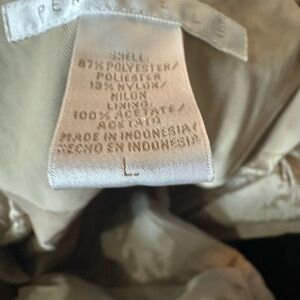 SHELL:
87% POLYESTER/
POLIESTER
13% NYLON/
NILON
LINING:
100% ACETATE/
ACETATO
MADE IN INDONESIA/
HECHO EN INDONESIA
L